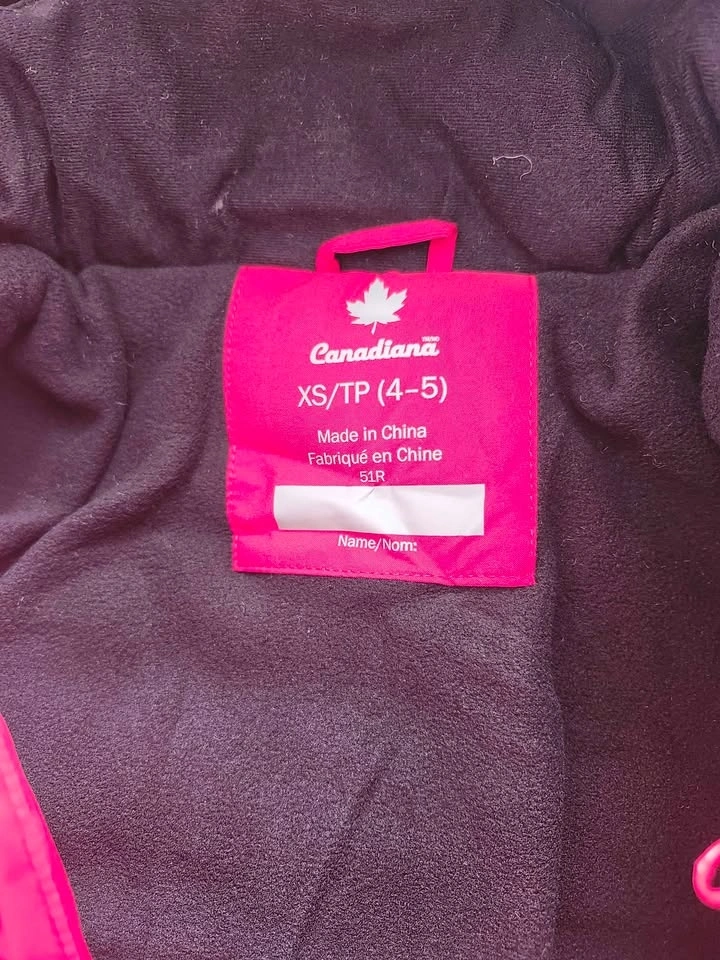 Canadiana
XS/TP (4–5)
Made in China
Fabriqué en Chine
51R
Name/Nom: